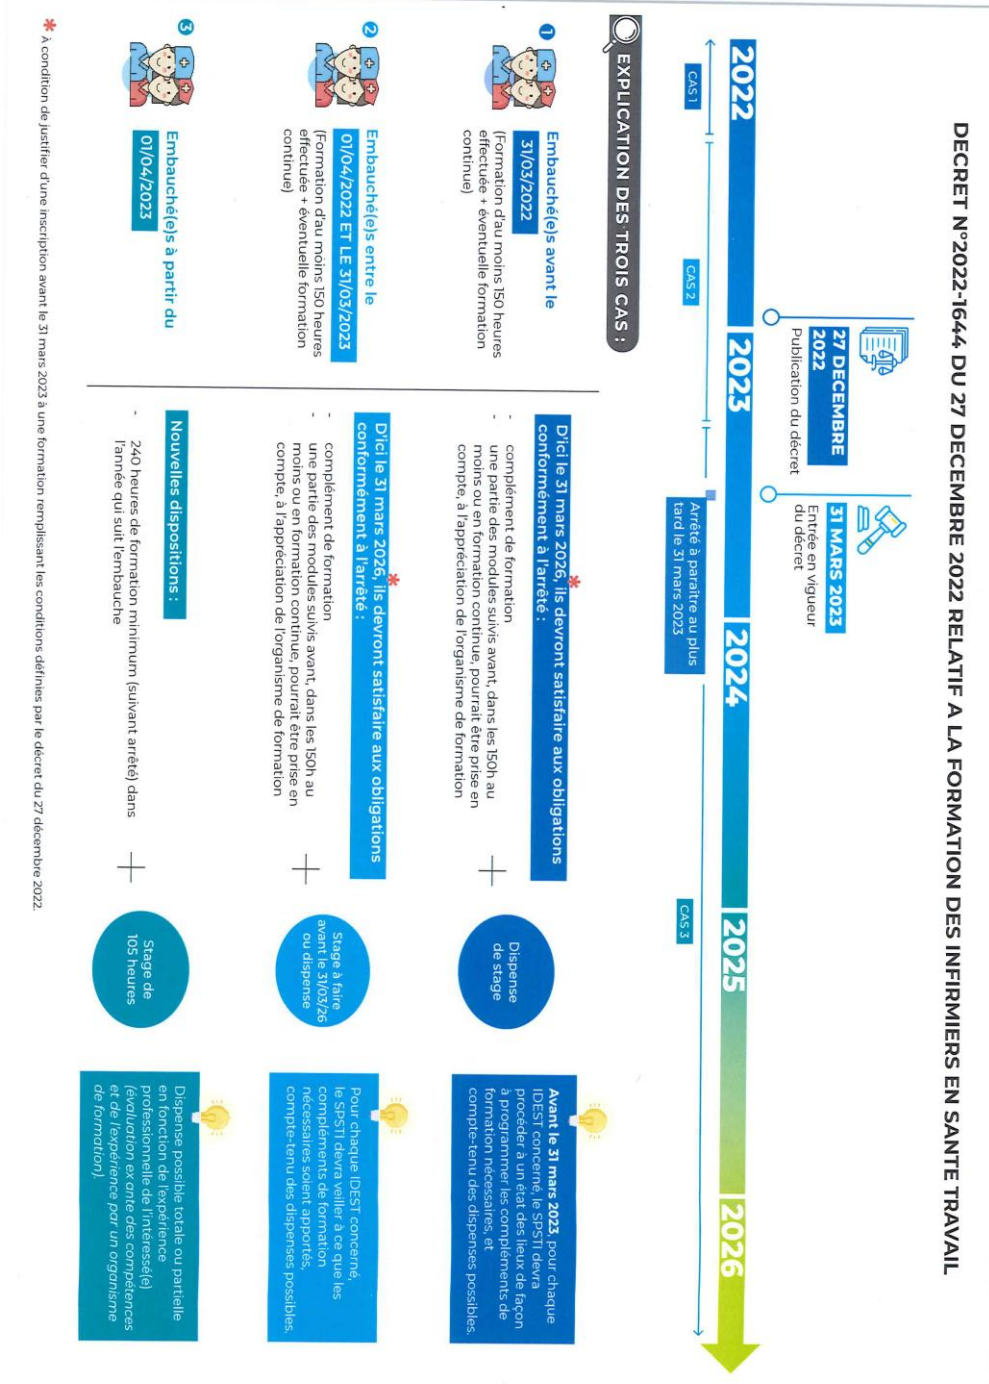 DECRET N°2022-1644 DU 27 DECEMBRE 2022 RELATIF A LA FORMATION DES INFIRMIERS EN SANTE TRAVAIL
27 DECEMBRE
2022
Publication du décret
31 MARS 2023
Entrée en vigueur
du décret
2022
2023
2024
2025
2026
CAS 1
CAS 2
Arrêté à paraître au plus
tard le 31 mars 2023
CAS 3
EXPLICATION DES TROIS CAS :
1
Embauché(e)s avant le
31/03/2022
(Formation d'au moins 150 heures
effectuée + éventuelle formation
continue)
D'ici le 31 mars 2026,* ils devront satisfaire aux obligations
conformément à l'arrêté :
- complément de formation
- une partie des modules suivis avant, dans les 150h au
moins ou en formation continue, pourrait être prise en
compte, à l'appréciation de l'organisme de formation
+
Dispense
de stage
Avant le 31 mars 2023, pour chaque
IDEST concerné, le SPSTI devra
procéder à un état des lieux de façon
à programmer les compléments de
formation nécessaires, et
compte-tenu des dispenses possibles.
2
Embauché(e)s entre le
01/04/2022 ET LE 31/03/2023
(Formation d'au moins 150 heures
effectuée + éventuelle formation
continue)
D'ici le 31 mars 2026,* ils devront satisfaire aux obligations
conformément à l'arrêté :
- complément de formation
- une partie des modules suivis avant, dans les 150h au
moins ou en formation continue, pourrait être prise en
compte, à l'appréciation de l'organisme de formation
+
Stage à faire
avant le 31/03/26
ou dispense
Pour chaque IDEST concerné,
le SPSTI devra veiller à ce que les
compléments de formation
nécessaires soient apportés,
compte-tenu des dispenses possibles.
3
Embauché(e)s à partir du
01/04/2023
Nouvelles dispositions :
- 240 heures de formation minimum (suivant arrêté) dans
l'année qui suit l'embauche
+
Stage de
105 heures
Dispense possible totale ou partielle
en fonction de l'expérience
professionnelle de l'intéressé(e)
(évaluation ex ante des compétences
et de l'expérience par un organisme
de formation).
* À condition de justifier d'une inscription avant le 31 mars 2023 à une formation remplissant les conditions définies par le décret du 27 décembre 2022.